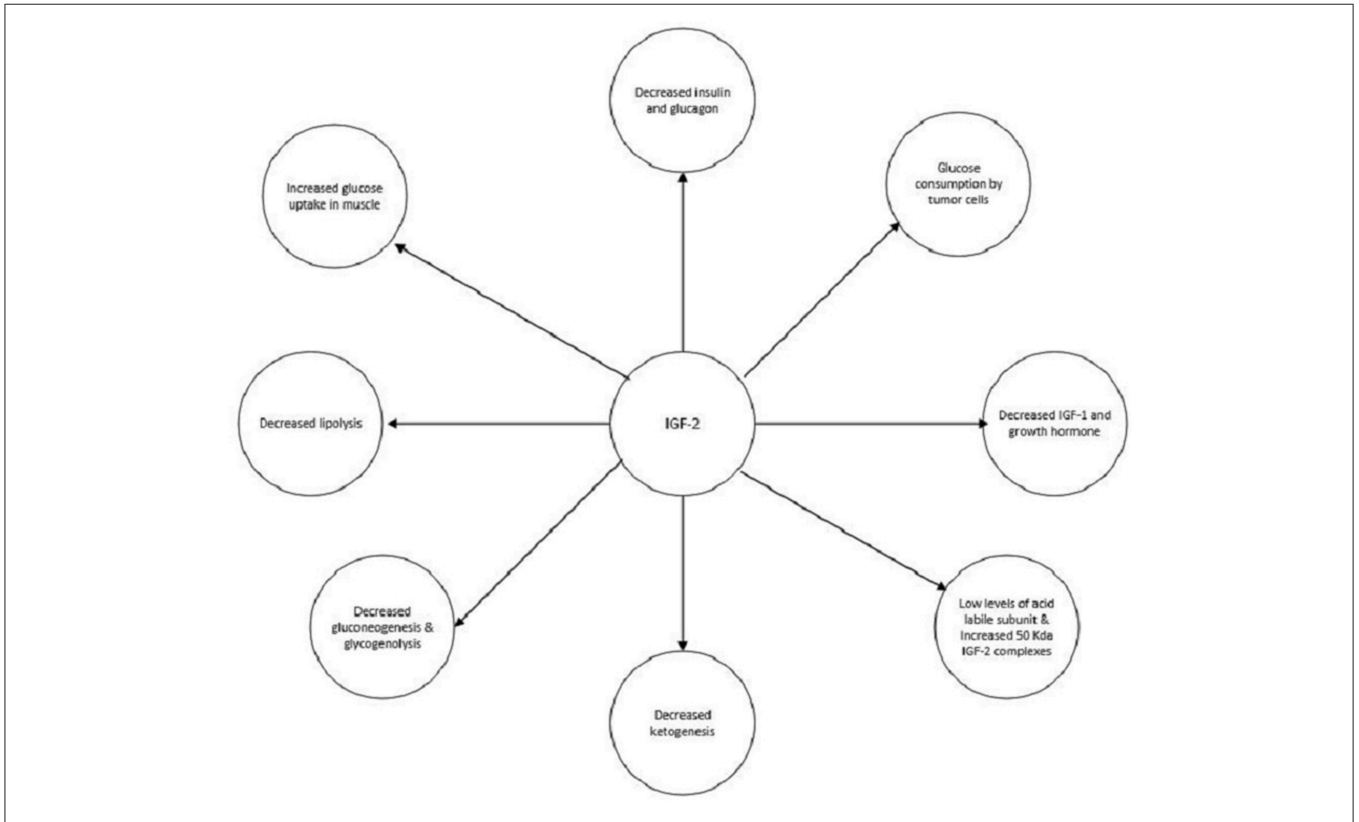 Decreased insulin
and glucagon
Glucose
consumption by
tumor cells
Increased glucose
uptake in muscle
Decreased lipolysis
IGF-2
Decreased IGF-1 and
growth hormone
Decreased
gluconeogenesis &
glycogenolysis
Low levels of acid
labile subunit &
Increased 50 Kda
IGF-2 complexes
Decreased
ketogenesis